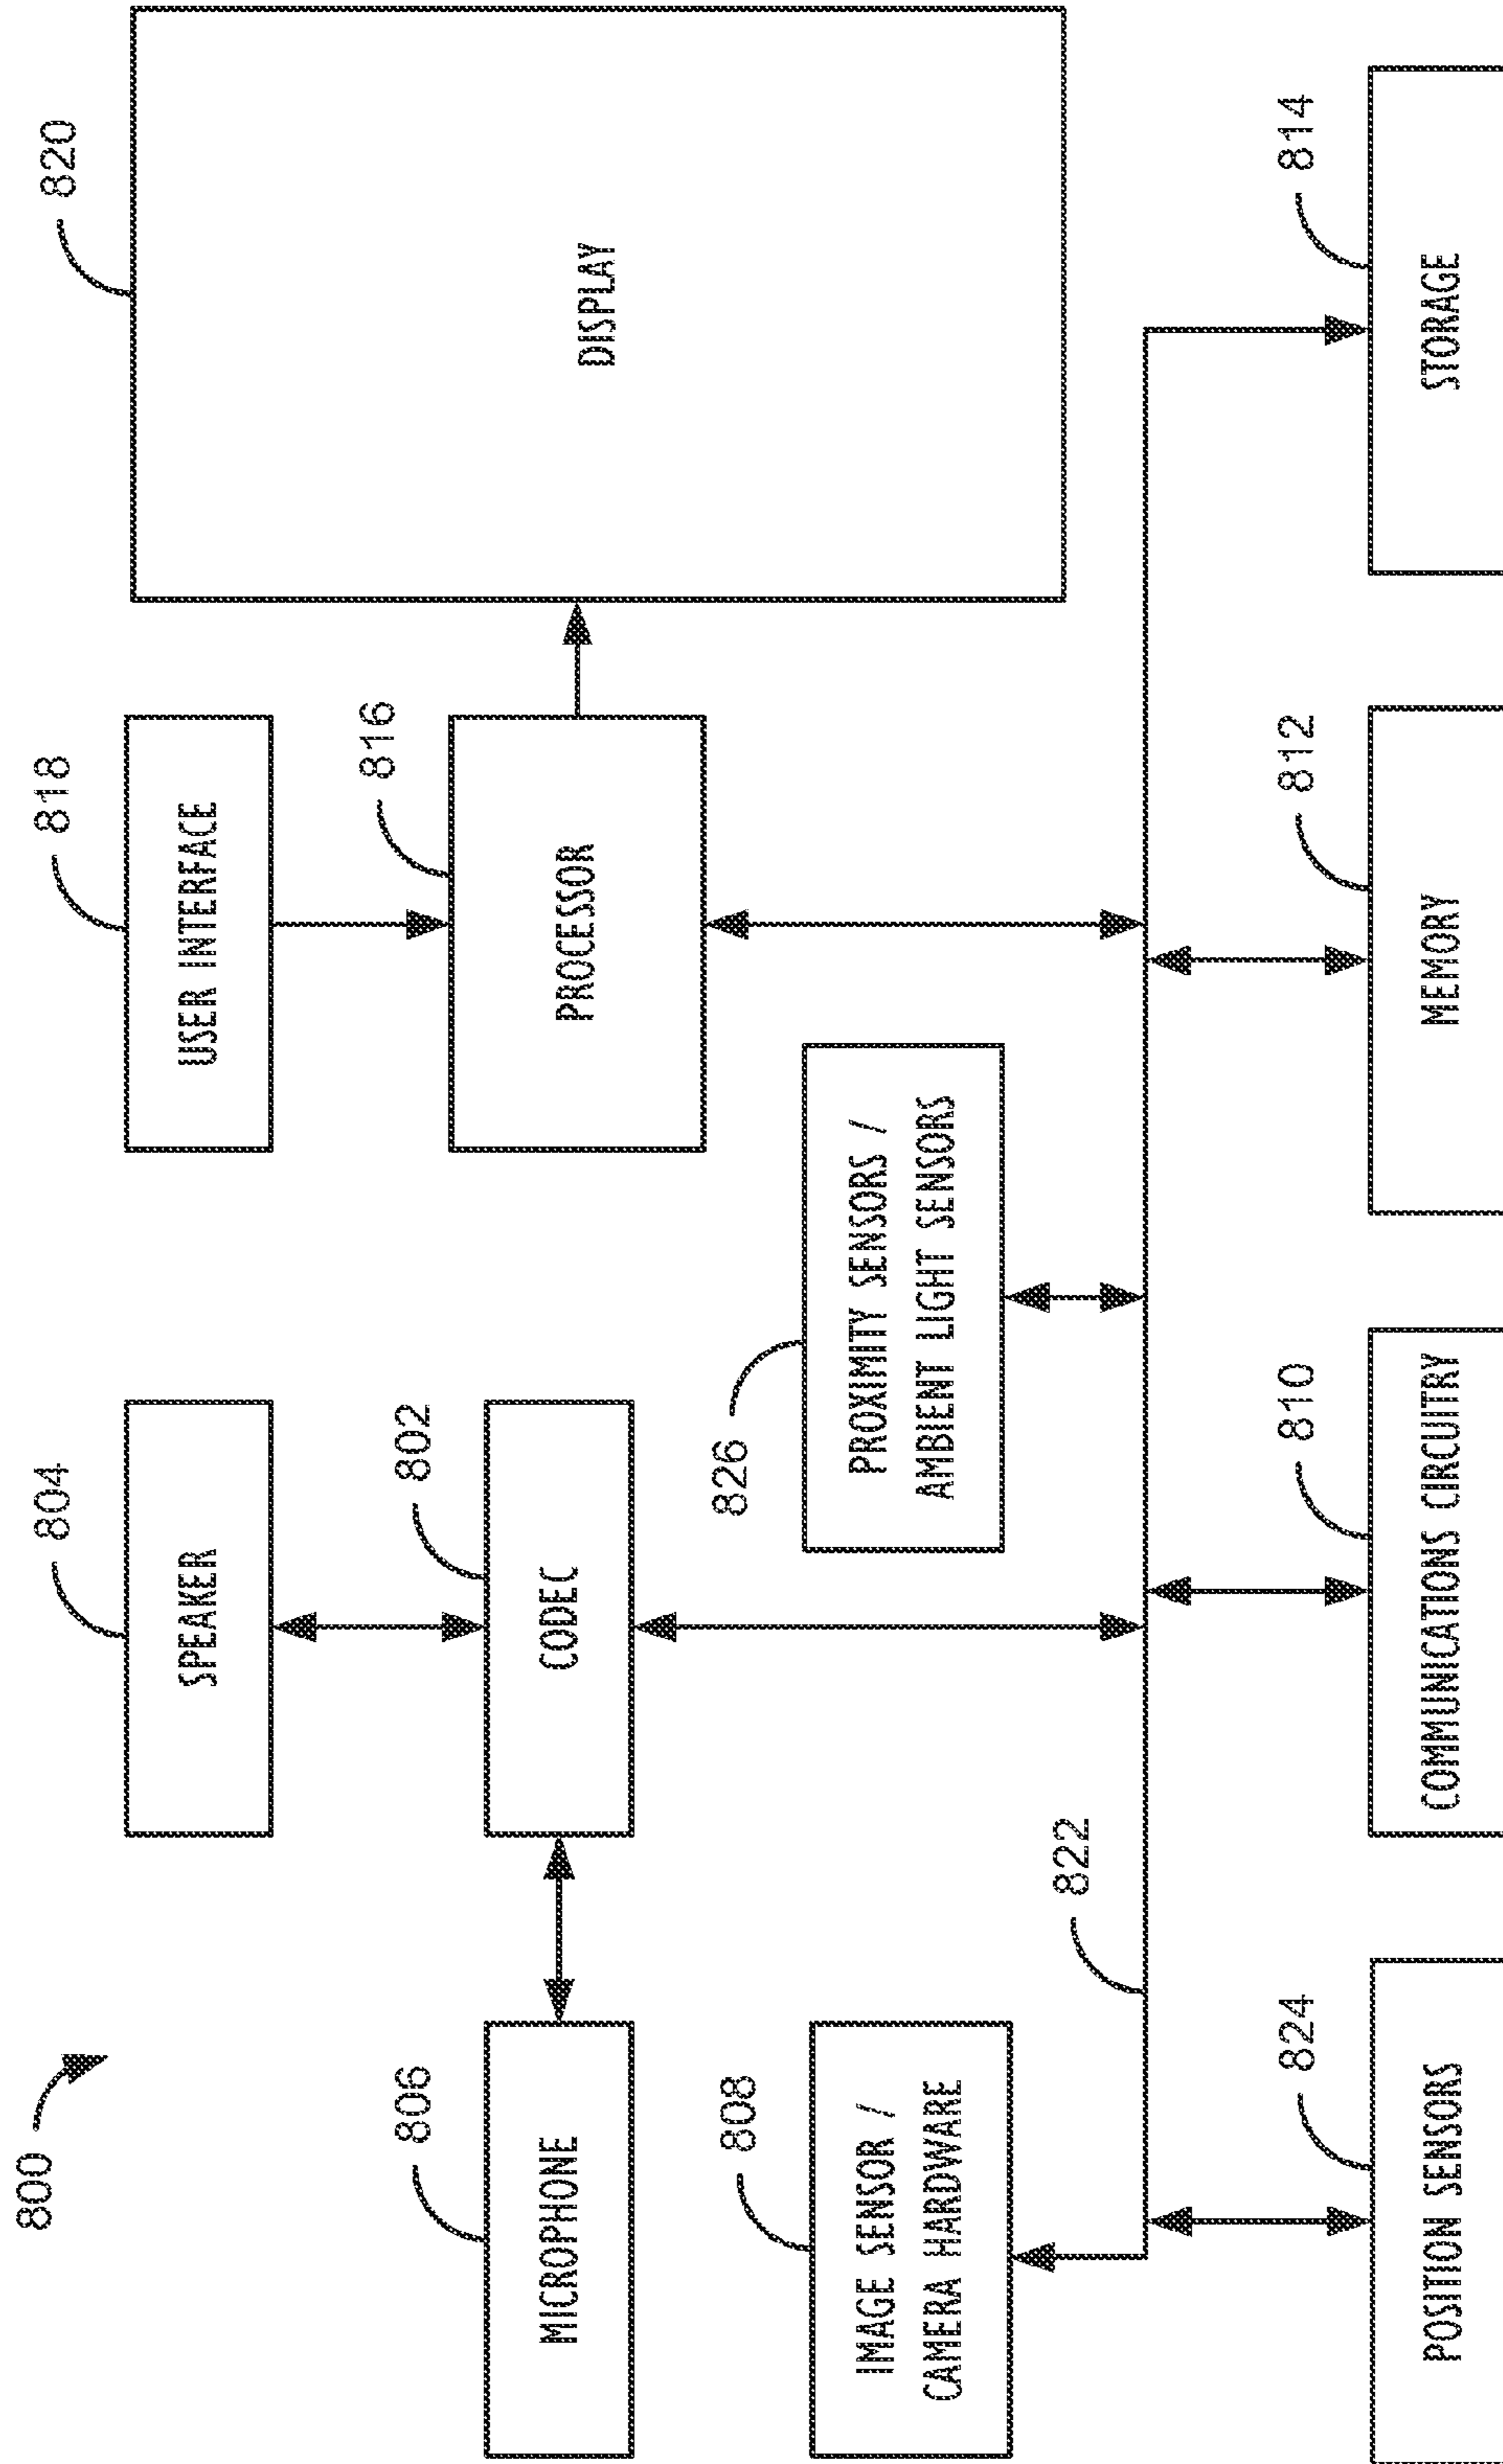 800
804
SPEAKER
818
USER INTERFACE
820
DISPLAY
806
MICROPHONE
802
CODEC
816
PROCESSOR
808
IMAGE SENSOR /
CAMERA HARDWARE
826
PROXIMITY SENSORS /
AMBIENT LIGHT SENSORS
822
824
POSITION SENSORS
810
COMMUNICATIONS CIRCUITRY
812
MEMORY
814
STORAGE